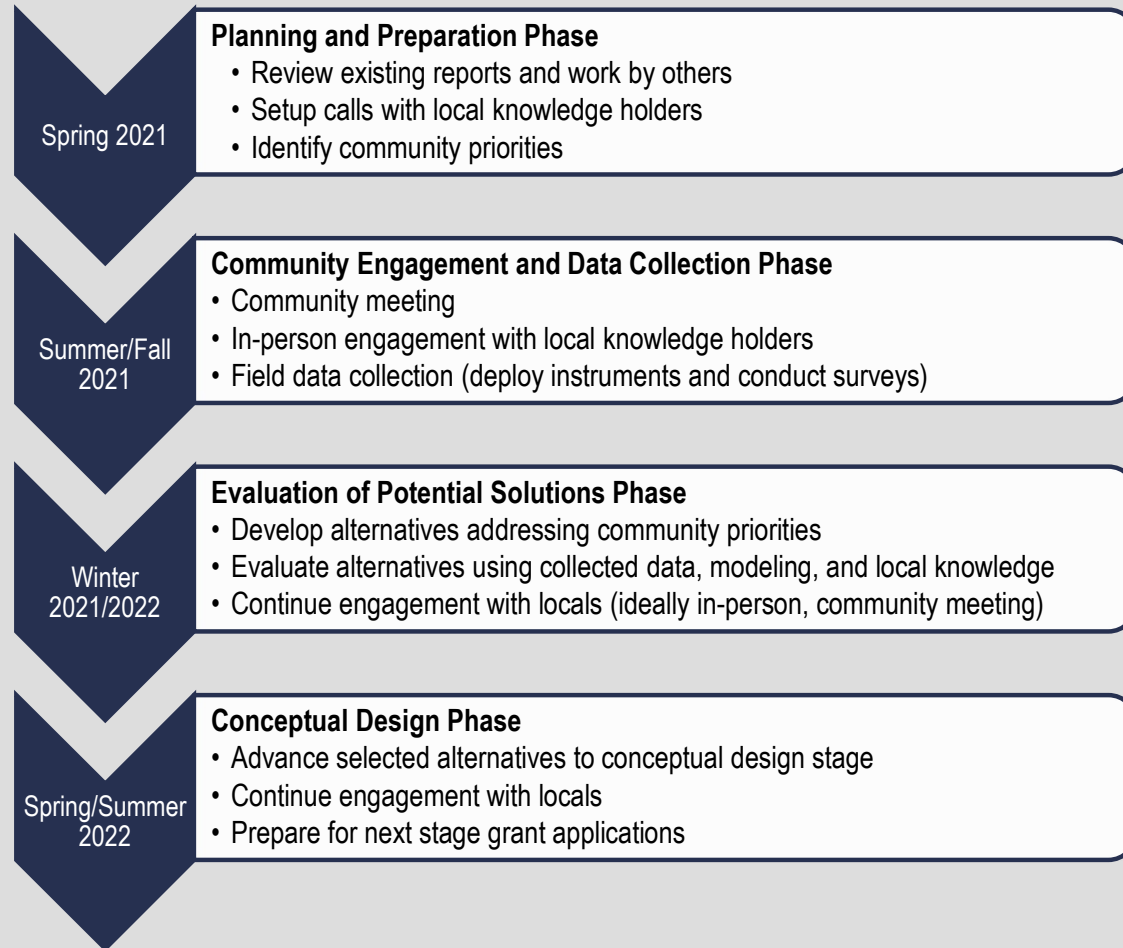 Spring 2021
Planning and Preparation Phase
• Review existing reports and work by others
• Setup calls with local knowledge holders
• Identify community priorities
Summer/Fall
2021
Community Engagement and Data Collection Phase
• Community meeting
• In-person engagement with local knowledge holders
• Field data collection (deploy instruments and conduct surveys)
Winter
2021/2022
Evaluation of Potential Solutions Phase
• Develop alternatives addressing community priorities
• Evaluate alternatives using collected data, modeling, and local knowledge
• Continue engagement with locals (ideally in-person, community meeting)
Spring/Summer
2022
Conceptual Design Phase
• Advance selected alternatives to conceptual design stage
• Continue engagement with locals
• Prepare for next stage grant applications